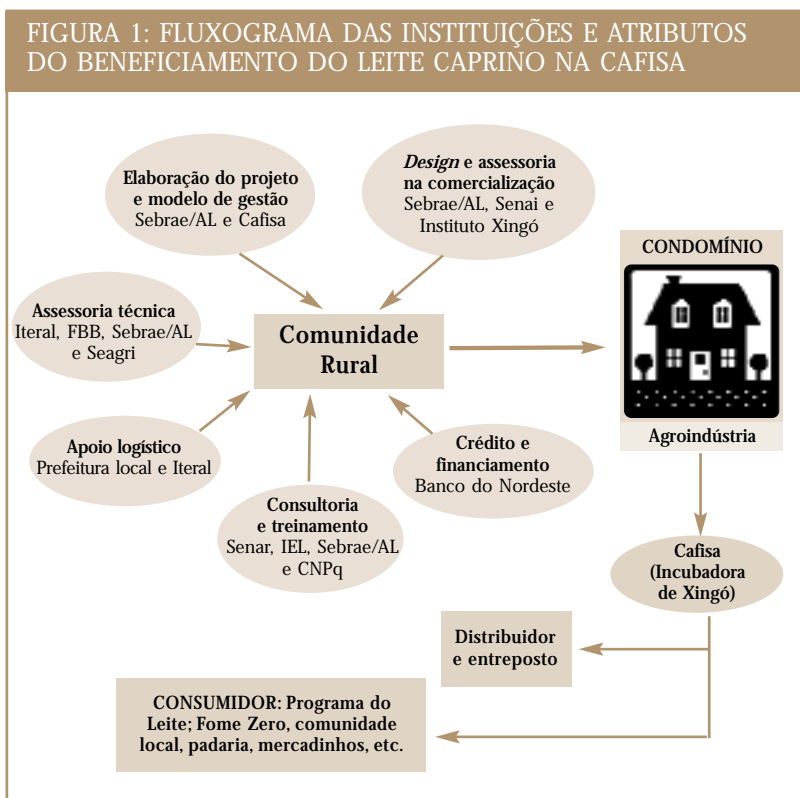 FIGURA 1: FLUXOGRAMA DAS INSTITUIÇÕES E ATRIBUTOS
DO BENEFICIAMENTO DO LEITE CAPRINO NA CAFISA
Elaboração do projeto
e modelo de gestão
Sebrae/AL e Cafisa
Design e assessoria
na comercialização
Sebrae/AL, Senai e
Instituto Xingó
Assessoria técnica
Iteral, FBB, Sebrae/AL
e Seagri
Comunidade
Rural
CONDOMÍNIO
Agroindústria
Apoio logístico
Prefeitura local e Iteral
Consultoria
e treinamento
Senar, IEL, Sebrae/AL
e CNPq
Crédito e
financiamento
Banco do Nordeste
Cafisa
(Incubadora
de Xingó)
Distribuidor
e entreposto
CONSUMIDOR: Programa do
Leite; Fome Zero, comunidade
local, padaria, mercadinhos, etc.